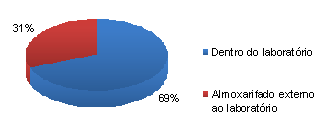 31%
Dentro do laboratório
Almoxarifado externo
ao laboratório
69%